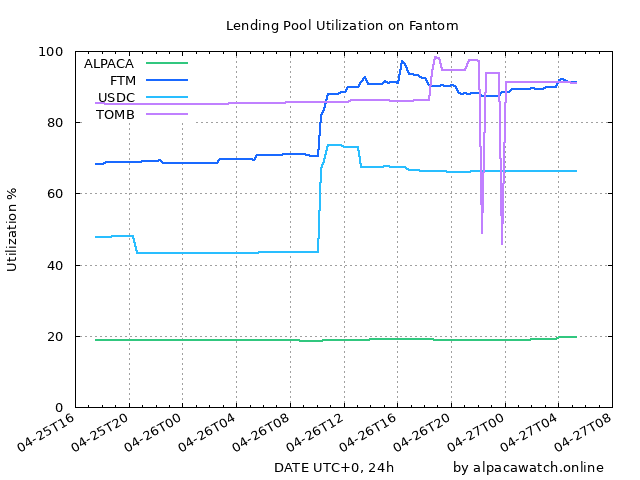 Lending Pool Utilization on Fantom
100
80
60
40
20
0
Utilization %
ALPACA
FTM
USDC
TOMB
04-25T16
04-25T20
04-26T00
04-26T04
04-26T08
04-26T12
04-26T16
04-26T20
04-27T00
04-27T04
04-27T08
DATE UTC+0, 24h
by alpacawatch.online